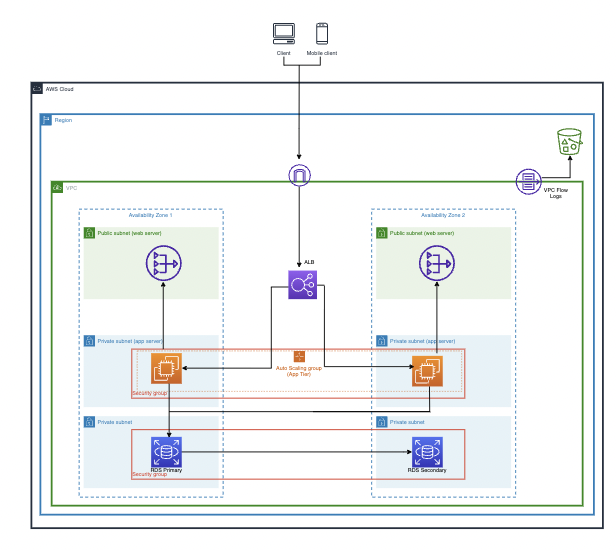 Client
Mobile client
AWS Cloud
Region
VPC Flow
Logs
VPC
Availability Zone 1
Availability Zone 2
Public subnet (web server)
Public subnet (web server)
ALB
Private subnet (app server)
Private subnet (app server)
Auto Scaling group
(App Tier)
Security group
Private subnet
Private subnet
RDS Primary
RDS Secondary
Security group